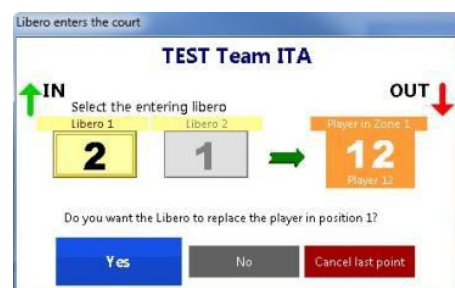 Libero enters the court
TEST Team ITA
IN
OUT
Select the entering libero
Libero 1
Libero 2
Player in Zone 1
2
1
12
Player 12
Do you want the Libero to replace the player in position 1?
Yes
No
Cancel last point